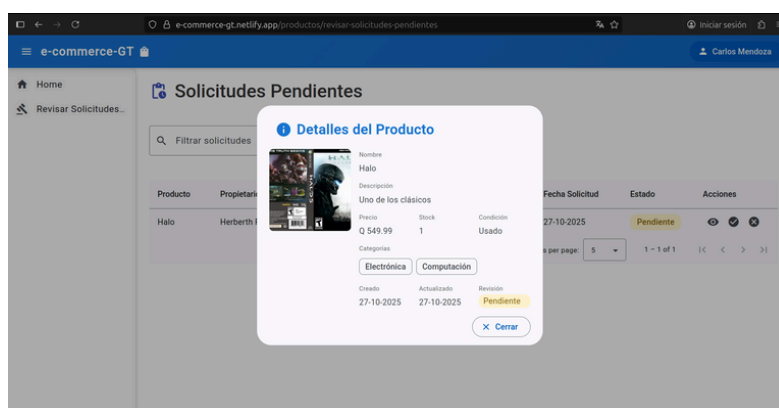 e-commerce-gt.netlify.app/productos/revisar-solicitudes-pendientes
Iniciar sesión
e-commerce-GT
Carlos Mendoza
Home
Revisar Solicitudes...
Solicitudes Pendientes
Filtrar solicitudes
Producto Propietari Fecha Solicitud Estado Acciones
Halo Herberth 27-10-2025 Pendiente
per page: 5 1 – 1 of 1
Detalles del Producto
Nombre
Halo
Descripción
Uno de los clásicos
Precio Stock Condición
Q 549.99 1 Usado
Categorías
Electrónica Computación
Creado Actualizado Revisión
27-10-2025 27-10-2025 Pendiente
Cerrar